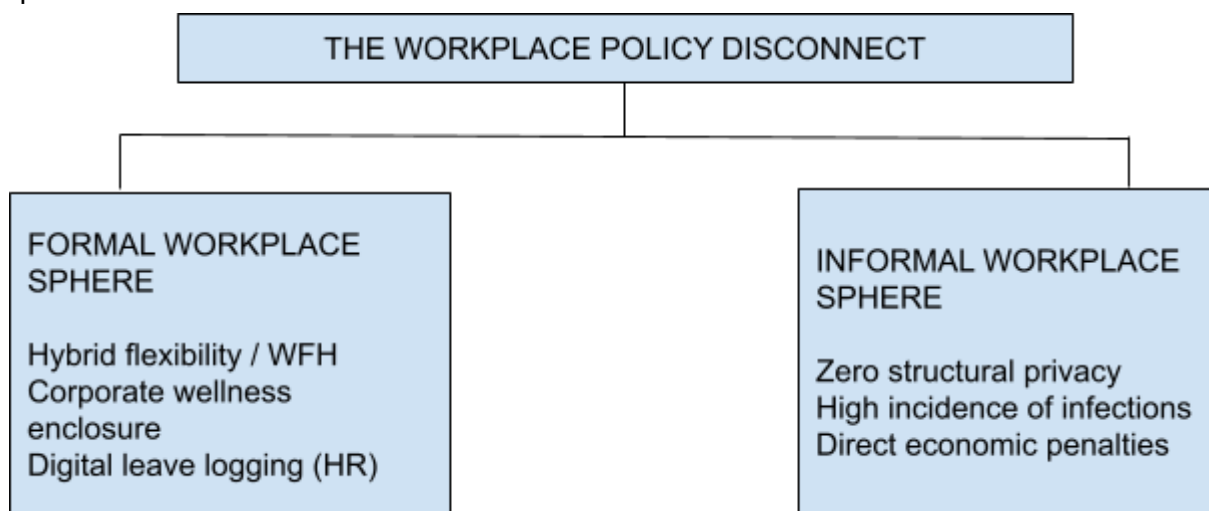 THE WORKPLACE POLICY DISCONNECT
FORMAL WORKPLACE
SPHERE
Hybrid flexibility / WFH
Corporate wellness
enclosure
Digital leave logging (HR)
INFORMAL WORKPLACE
SPHERE
Zero structural privacy
High incidence of infections
Direct economic penalties